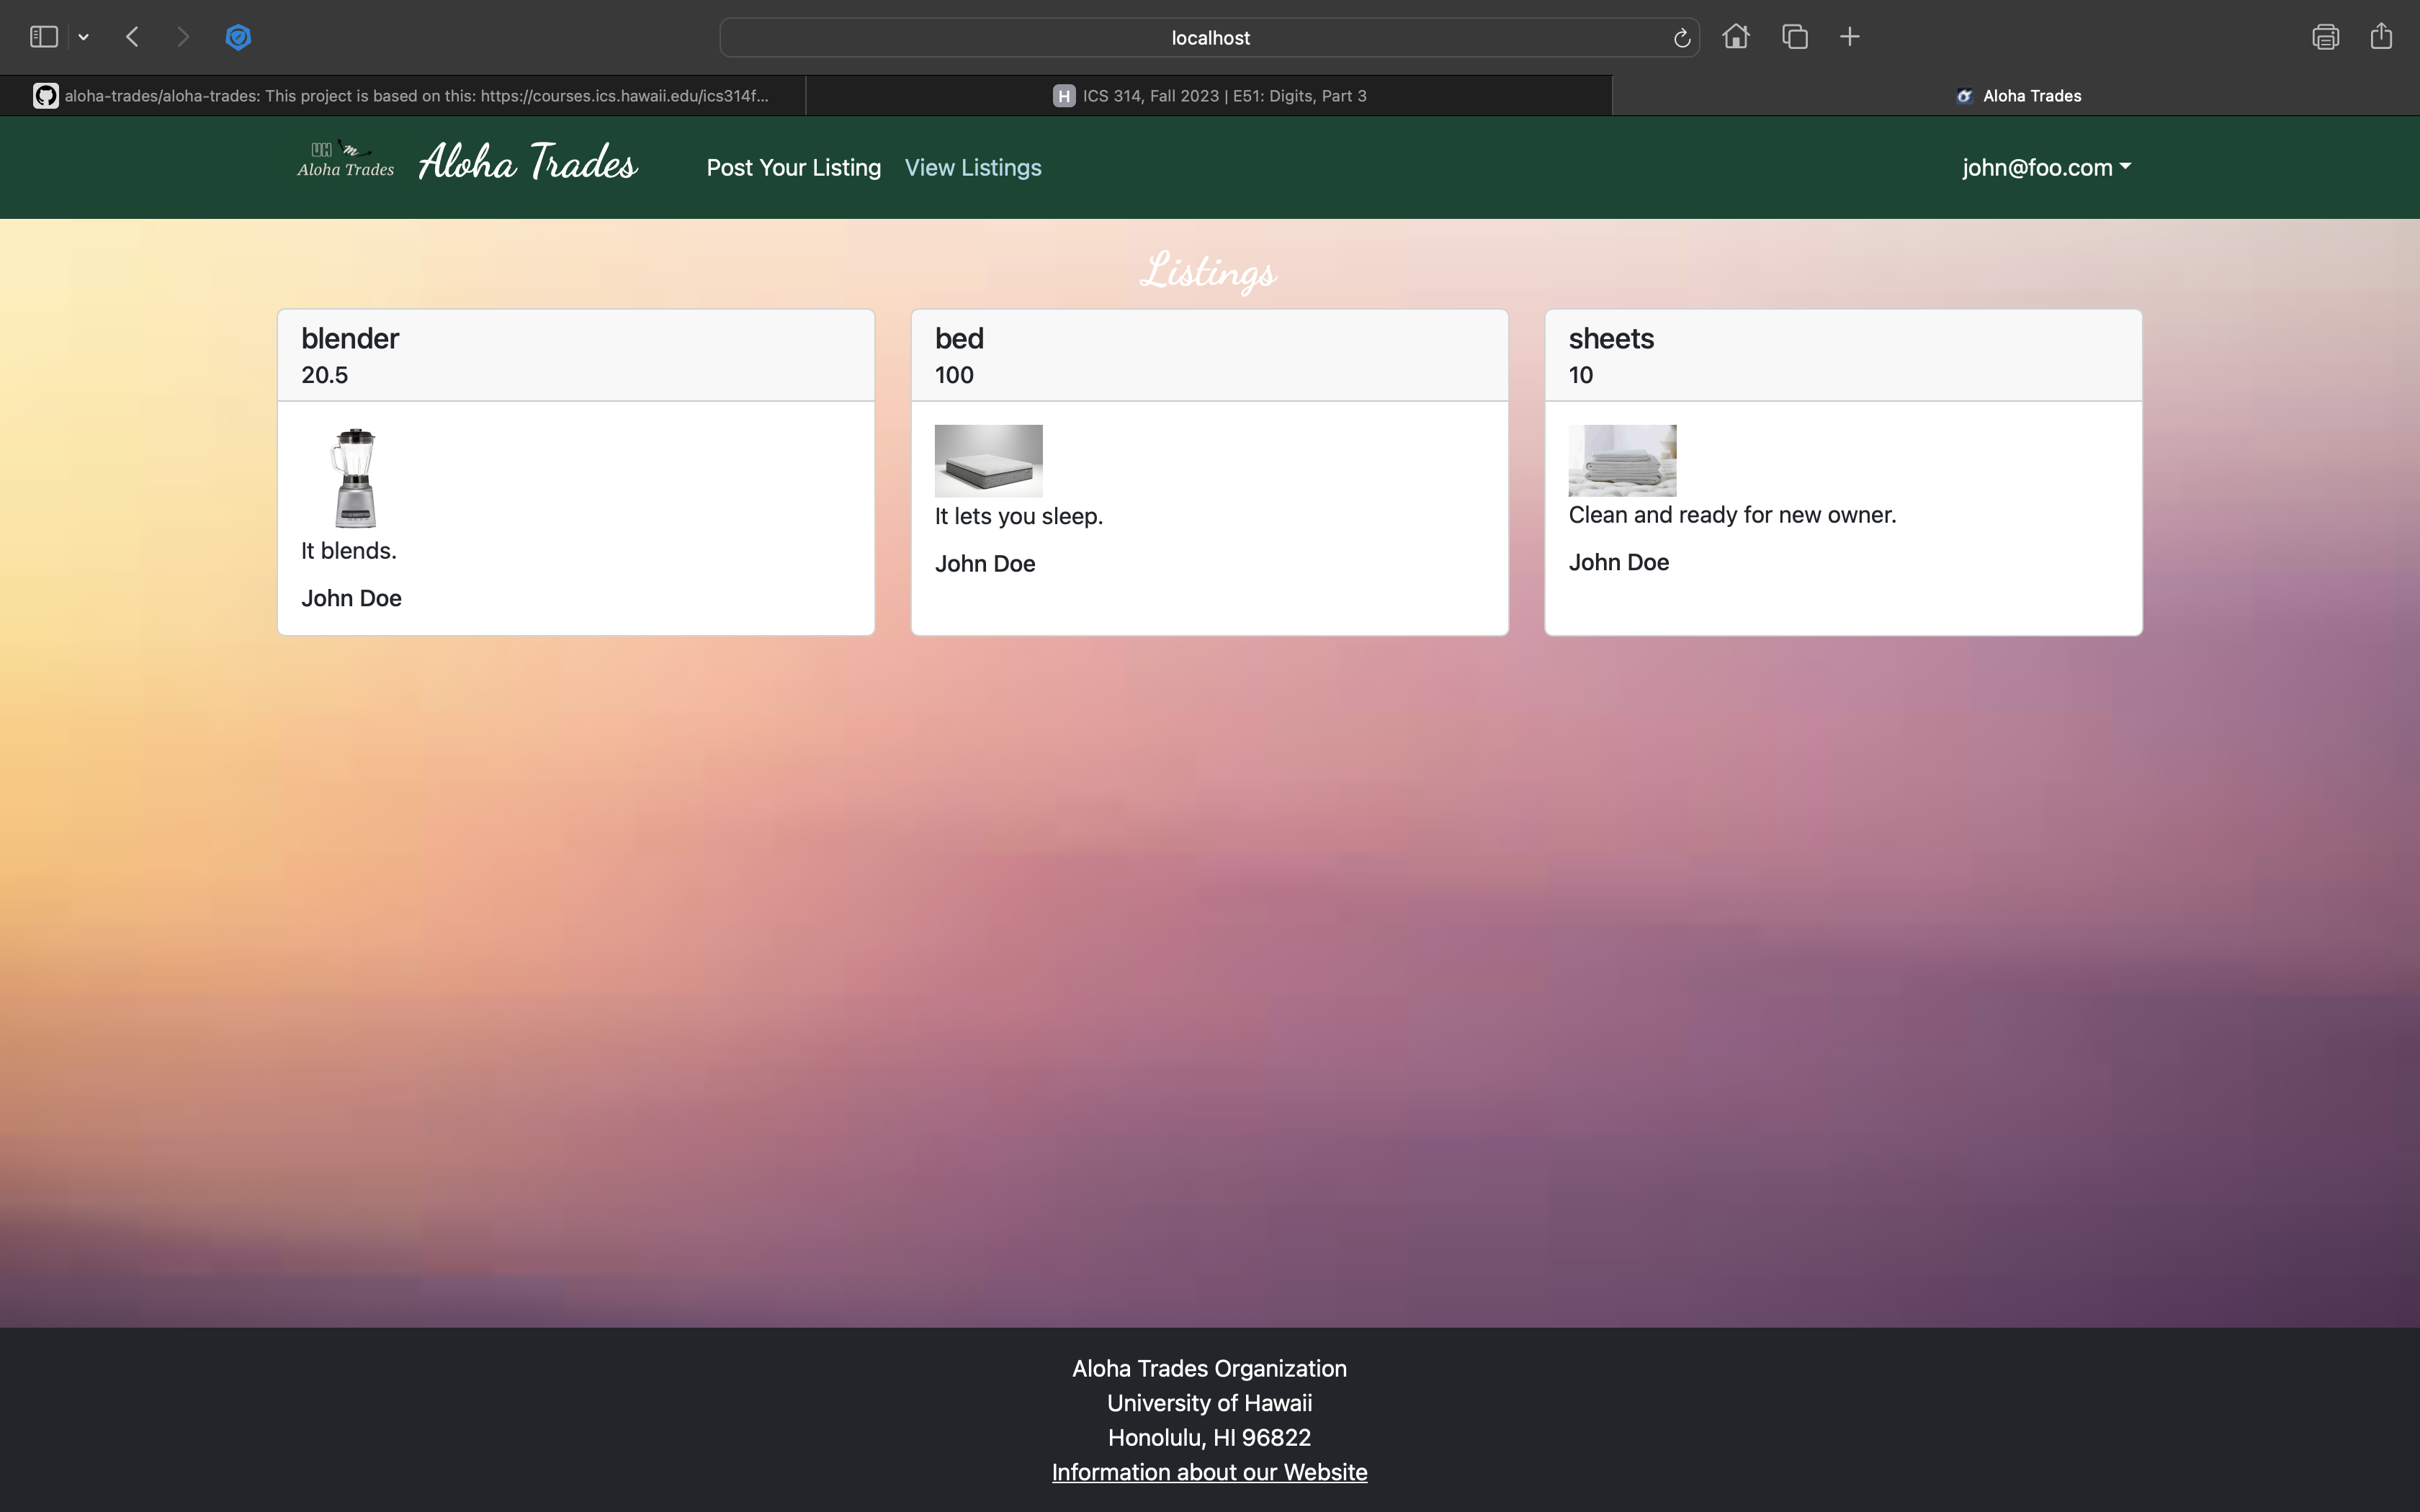 localhost
aloha-trades/aloha-trades: This project is based on this: https://courses.ics.hawaii.edu/ics314f...
H ICS 314, Fall 2023 | E51: Digits, Part 3
Aloha Trades
UH m
Aloha Trades
Aloha Trades
Post Your Listing
View Listings
john@foo.com
Listings
blender
20.5
It blends.
John Doe
bed
100
It lets you sleep.
John Doe
sheets
10
Clean and ready for new owner.
John Doe
Aloha Trades Organization
University of Hawaii
Honolulu, HI 96822
Information about our Website